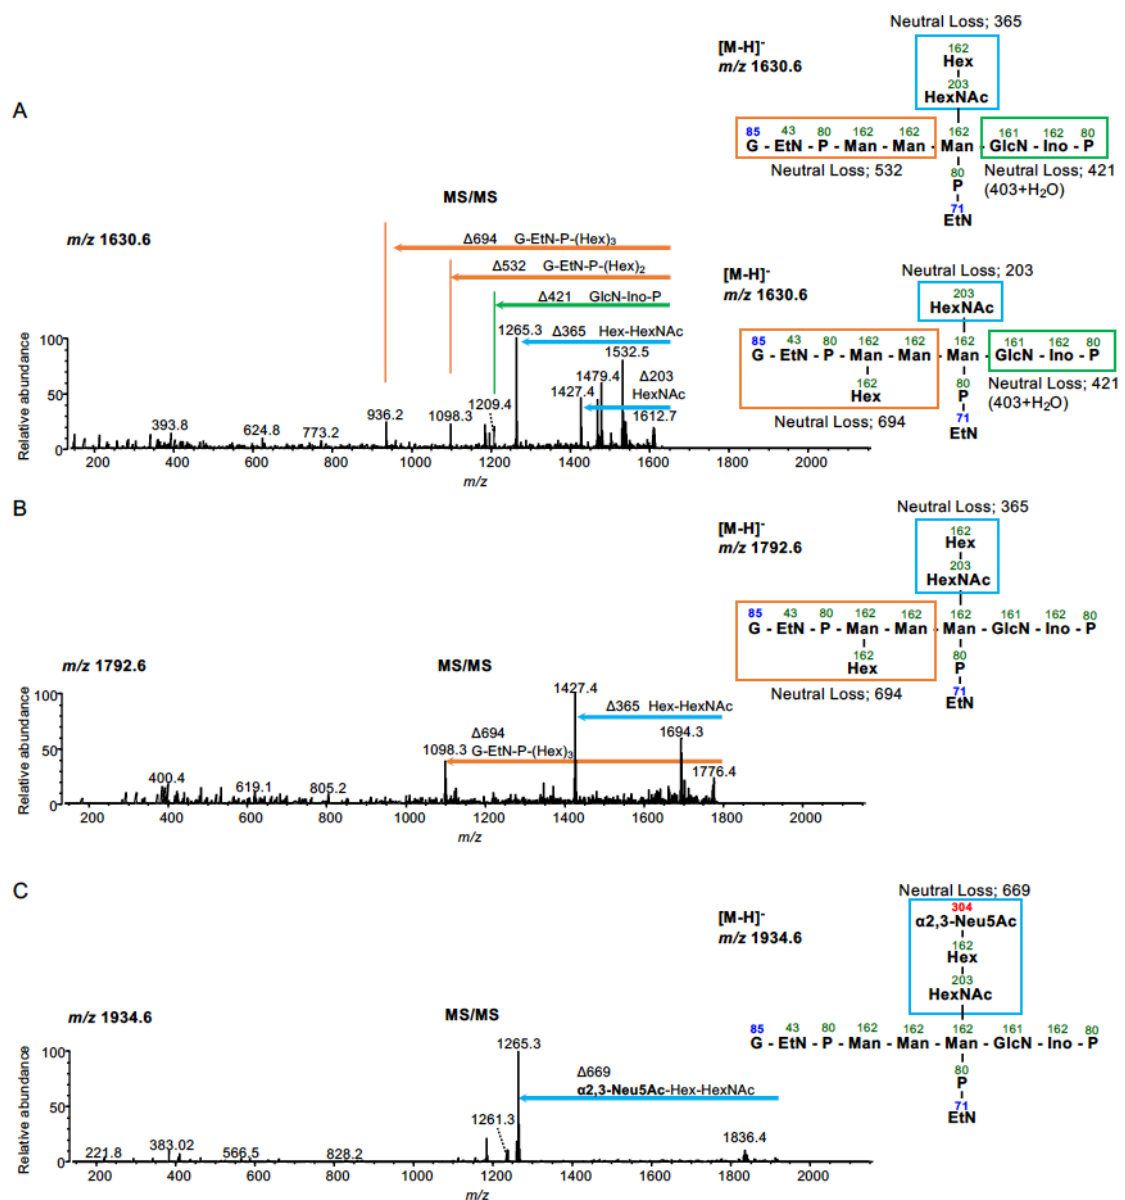 A
Neutral Loss; 365
[M-H]-
m/z 1630.6
162
Hex
203
HexNAc
85 43 80 162 162 162 161 162 80
G - EtN - P - Man - Man - Man - GlcN - Ino - P
Neutral Loss; 532
Neutral Loss; 421
(403+H2O)
80
P
71
EtN
MS/MS
m/z 1630.6
Δ694 G-EtN-P-(Hex)3
Δ532 G-EtN-P-(Hex)2
Δ421 GlcN-Ino-P
Δ365 Hex-HexNAc
Δ203
HexNAc
Relative abundance
100
50
0
393.8
624.8
773.2
936.2
1098.3
1209.4
1265.3
1427.4
1479.4
1532.5
1612.7
200 400 600 800 1000 1200 1400 1600 1800 2000
m/z
[M-H]-
m/z 1630.6
Neutral Loss; 203
203
HexNAc
85 43 80 162 162 162 161 162 80
G - EtN - P - Man - Man - Man - GlcN - Ino - P
162
Hex
Neutral Loss; 694
Neutral Loss; 421
(403+H2O)
80
P
71
EtN
B
Neutral Loss; 365
[M-H]-
m/z 1792.6
162
Hex
203
HexNAc
85 43 80 162 162 162 161 162 80
G - EtN - P - Man - Man - Man - GlcN - Ino - P
162
Hex
Neutral Loss; 694
80
P
71
EtN
m/z 1792.6
MS/MS
Δ365 Hex-HexNAc
Δ694
G-EtN-P-(Hex)3
Relative abundance
100
50
0
400.4
619.1
805.2
1098.3
1427.4
1694.3
1776.4
200 400 600 800 1000 1200 1400 1600 1800 2000
m/z
C
Neutral Loss; 669
[M-H]-
m/z 1934.6
304
α2,3-Neu5Ac
162
Hex
203
HexNAc
85 43 80 162 162 162 161 162 80
G - EtN - P - Man - Man - Man - GlcN - Ino - P
80
P
71
EtN
m/z 1934.6
MS/MS
Δ669
α2,3-Neu5Ac-Hex-HexNAc
Relative abundance
100
50
0
221.8
383.02
566.5
828.2
1261.3
1265.3
1836.4
200 400 600 800 1000 1200 1400 1600 1800 2000
m/z